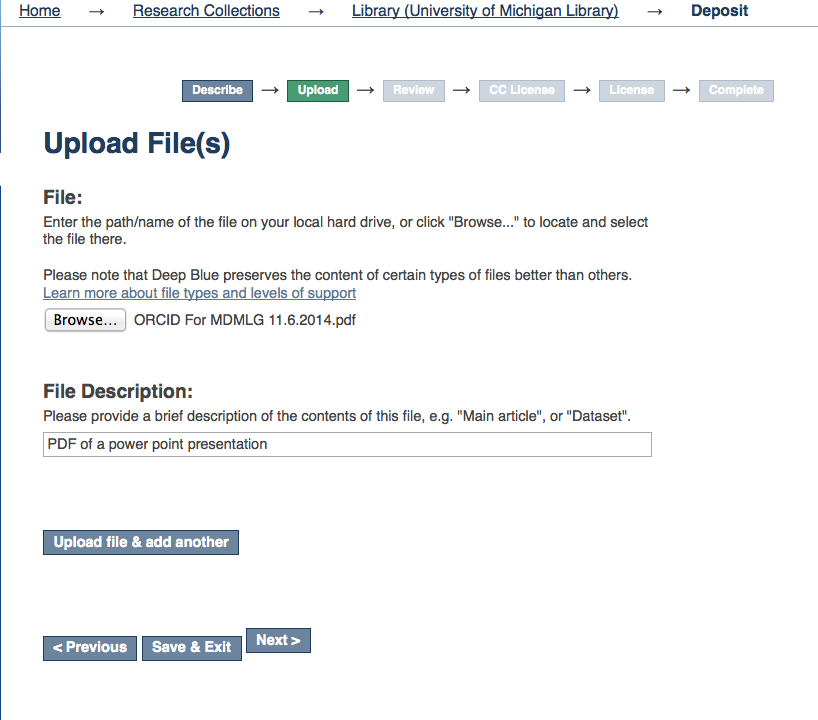 Home → Research Collections → Library (University of Michigan Library) → Deposit
Describe → Upload → Review → CC License → License → Complete
Upload File(s)
File:
Enter the path/name of the file on your local hard drive, or click "Browse..." to locate and select
the file there.
Please note that Deep Blue preserves the content of certain types of files better than others.
Learn more about file types and levels of support
Browse... ORCID For MDMLG 11.6.2014.pdf
File Description:
Please provide a brief description of the contents of this file, e.g. "Main article", or "Dataset".
PDF of a power point presentation
Upload file & add another
< Previous Save & Exit Next >